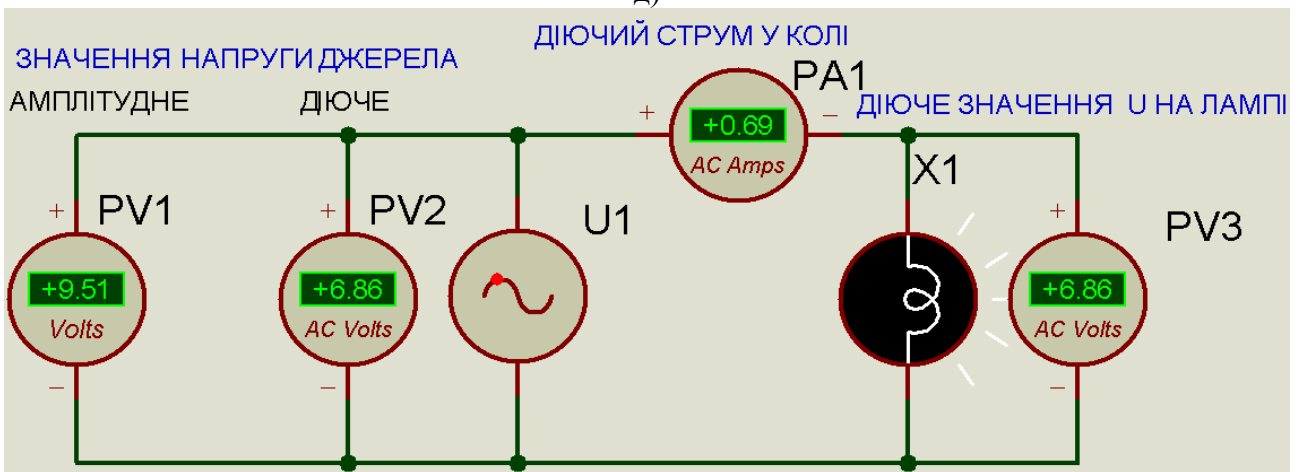 д)
ДІЮЧИЙ СТРУМ У КОЛІ
ЗНАЧЕННЯ НАПРУГИ ДЖЕРЕЛА
АМПЛІТУДНЕ ДІЮЧЕ
PA1
ДІЮЧЕ ЗНАЧЕННЯ U НА ЛАМПІ
+ +0.69 −
AC Amps
X1
+ PV1
+ PV2
U1
+ PV3
+9.51
Volts
+6.86
AC Volts
+6.86
AC Volts
− − −